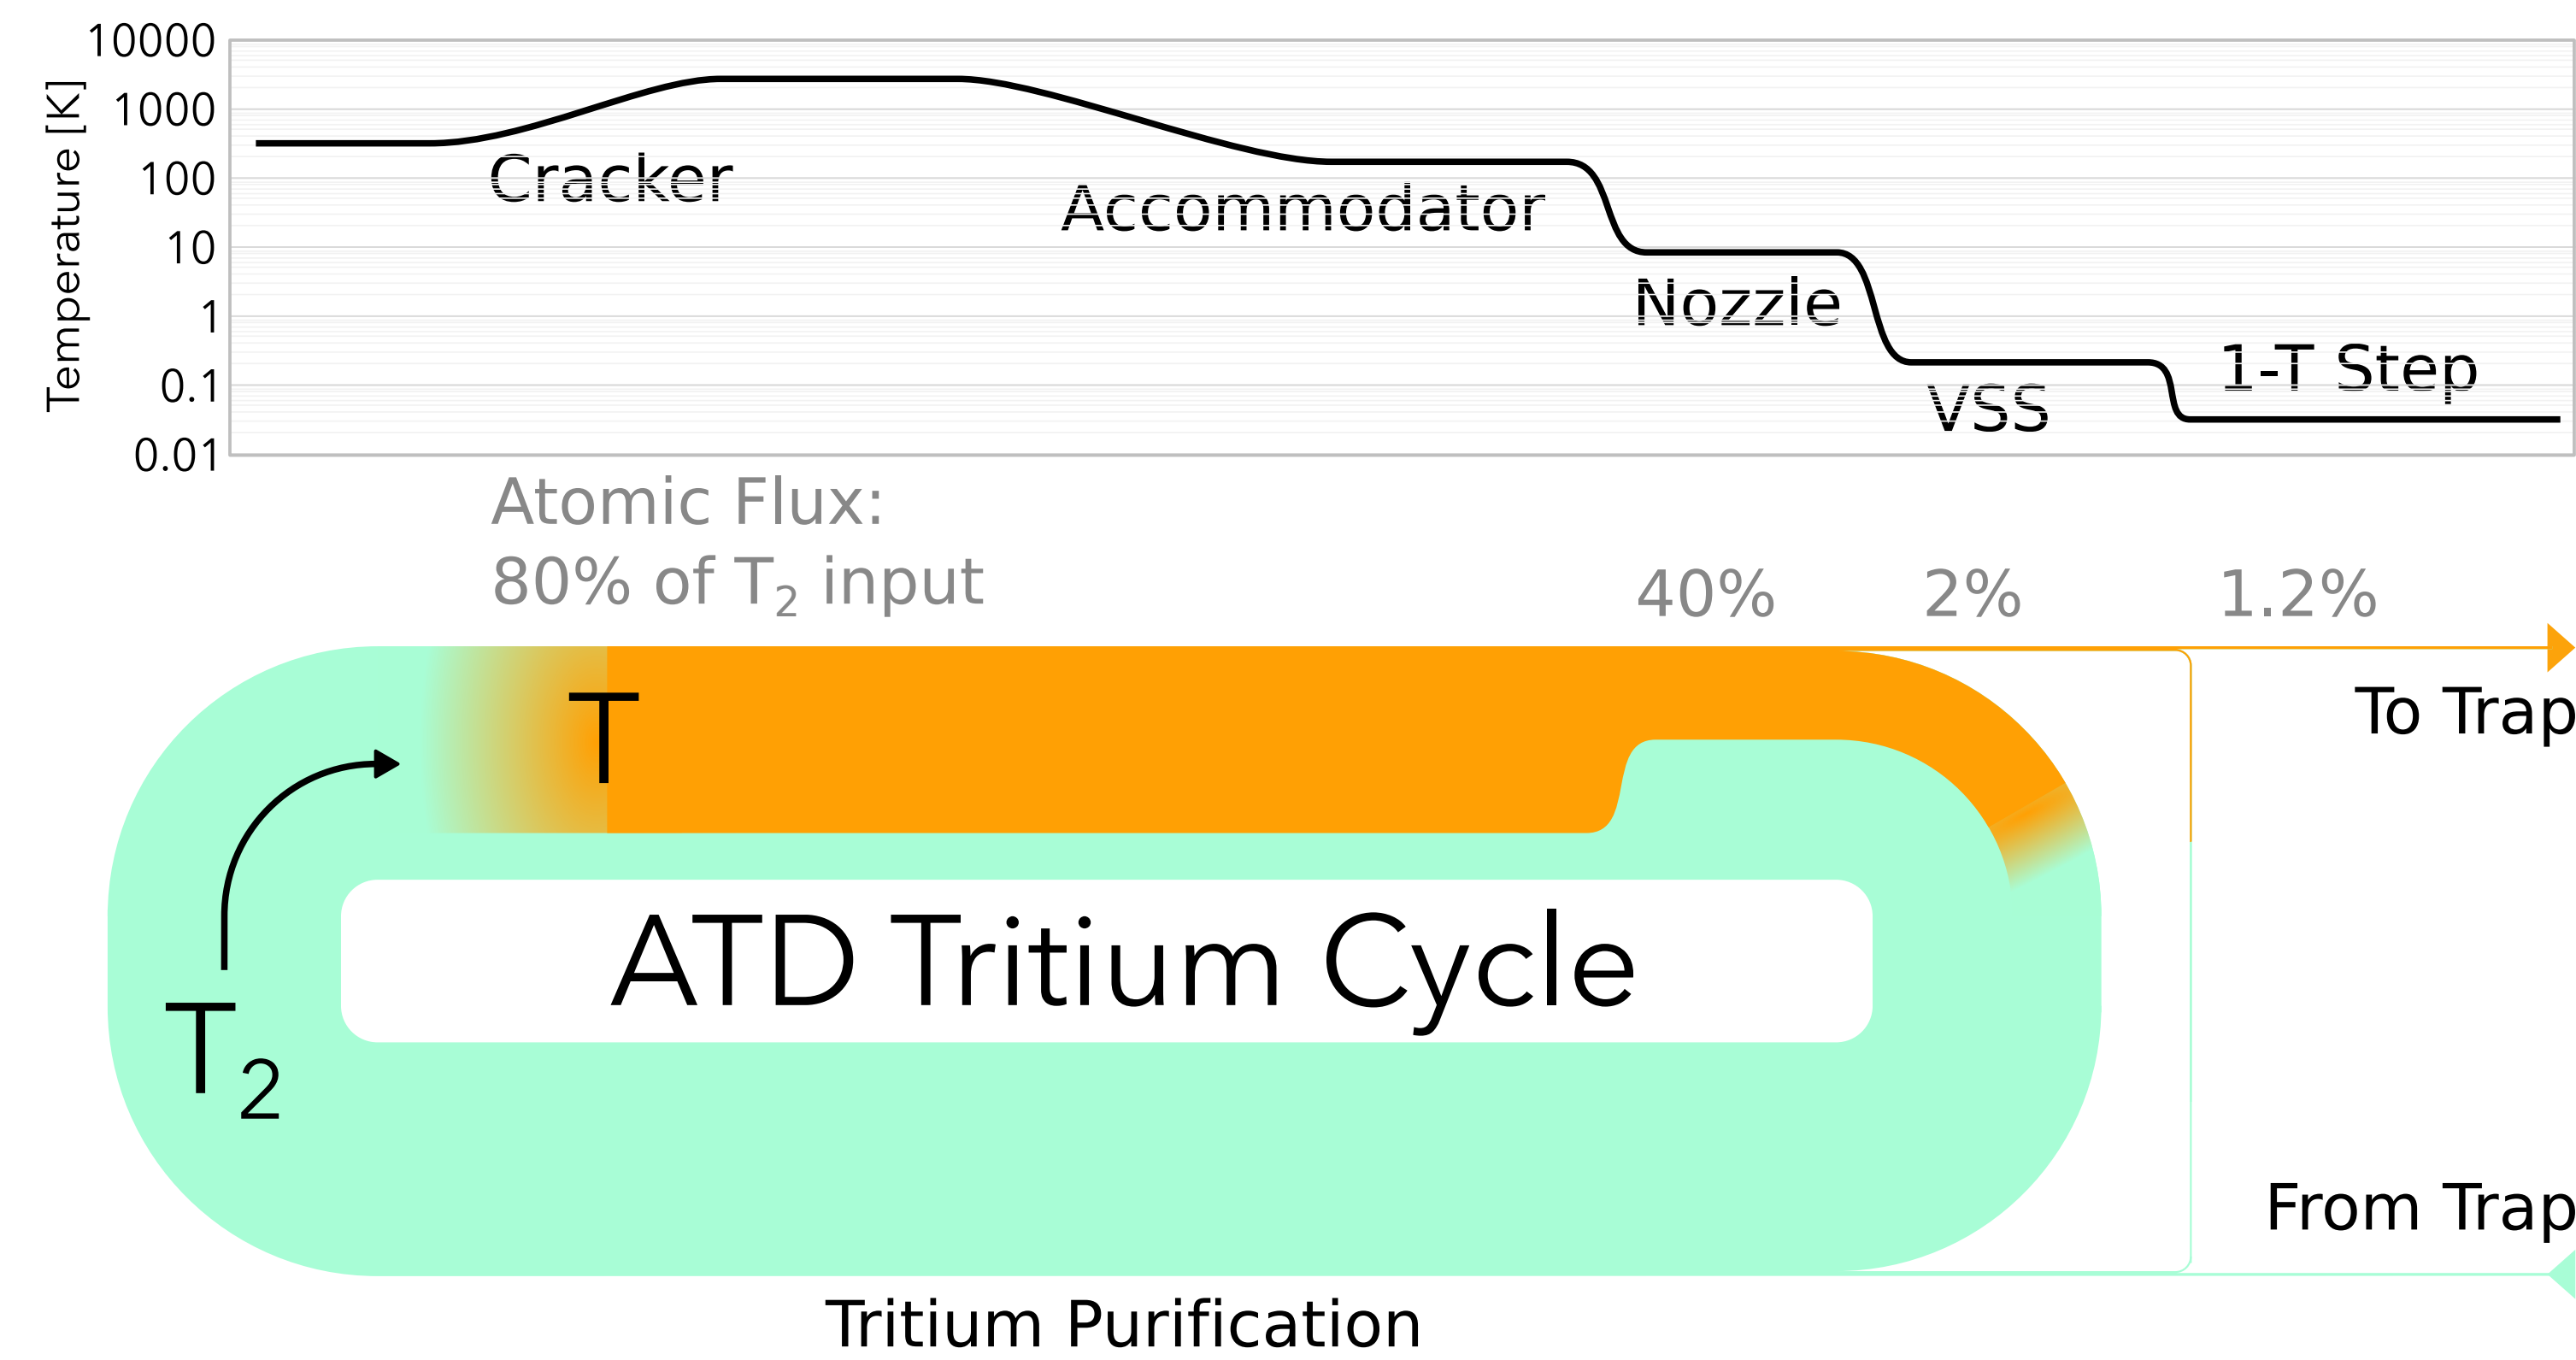 Temperature [K]
10000
1000
100
10
1
0.1
0.01
Cracker
Accommodator
Nozzle
VSS
1-T Step
Atomic Flux:
80% of T₂ input
40%
2%
1.2%
T
To Trap
T₂
ATD Tritium Cycle
From Trap
Tritium Purification